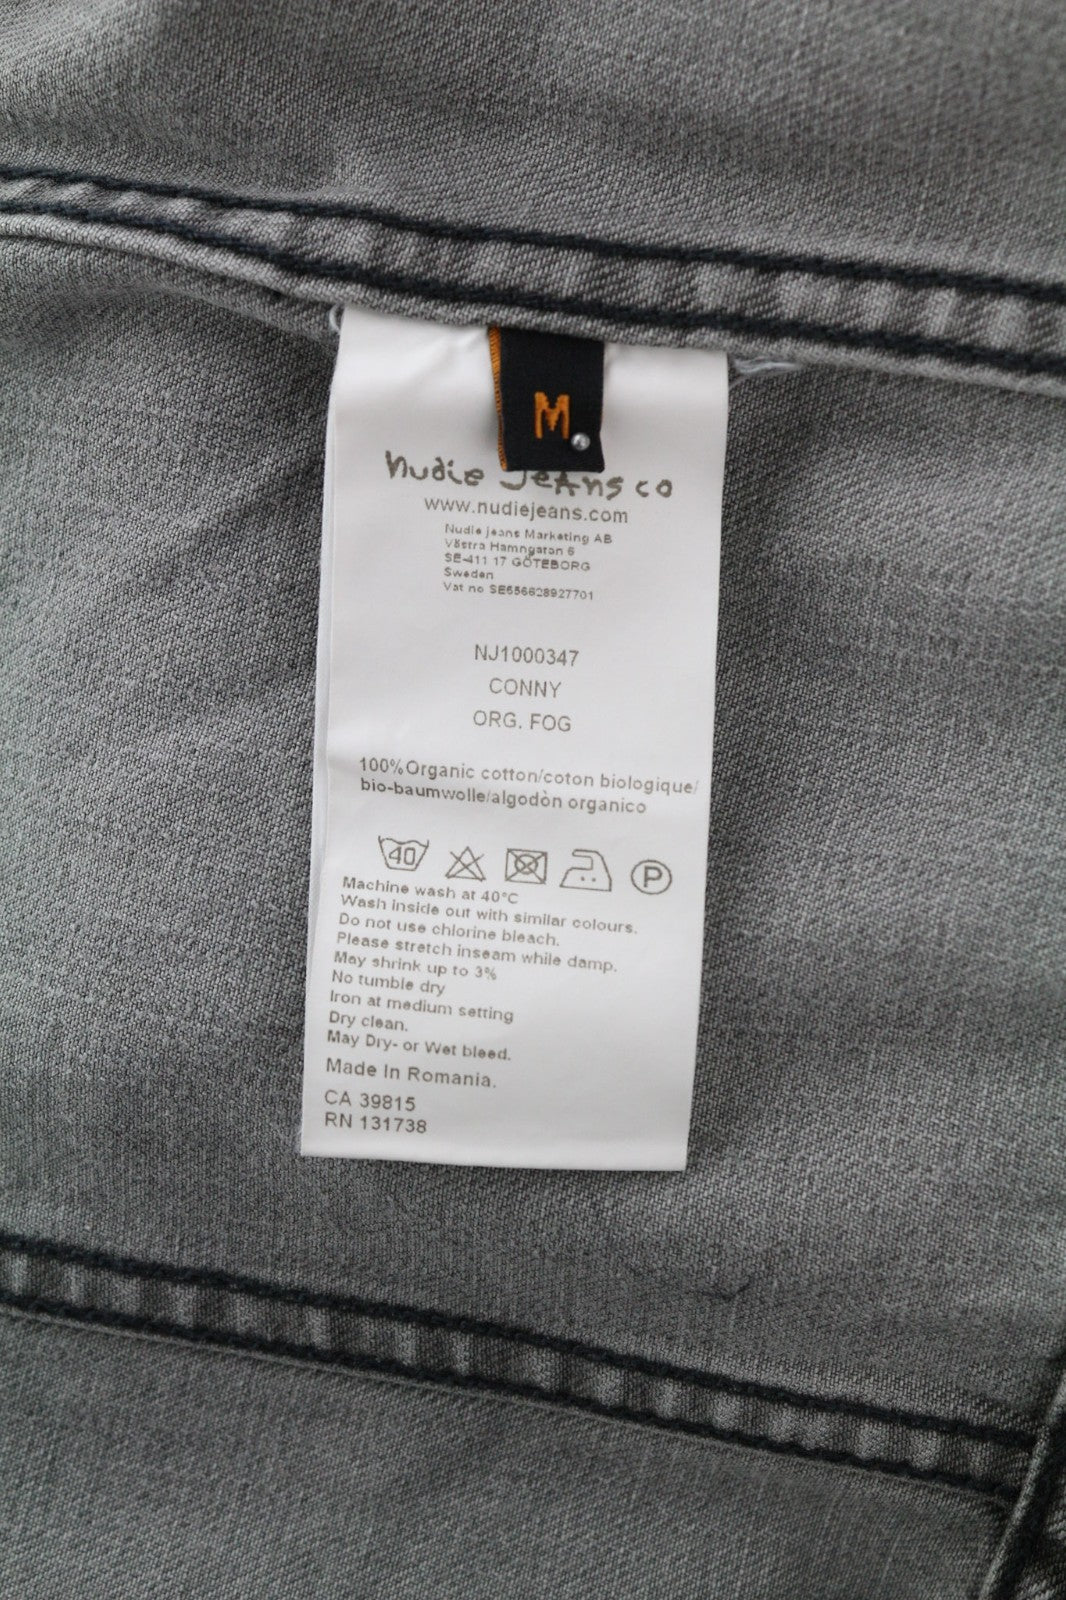 M
nudie jeans co
www.nudiejeans.com
Nudie jeans Marketing AB
Västra Hamngatan 6
SE-411 17 GÖTEBORG
Sweden
Vat no SE556628927701
NJ1000347
CONNY
ORG. FOG
100%Organic cotton/coton biologique/
bio-baumwolle/algodòn organico
40 P
Machine wash at 40°C
Wash inside out with similar colours.
Do not use chlorine bleach.
Please stretch inseam while damp.
May shrink up to 3%
No tumble dry
Iron at medium setting
Dry clean.
May Dry- or Wet bleed.
Made In Romania.
CA 39815
RN 131738